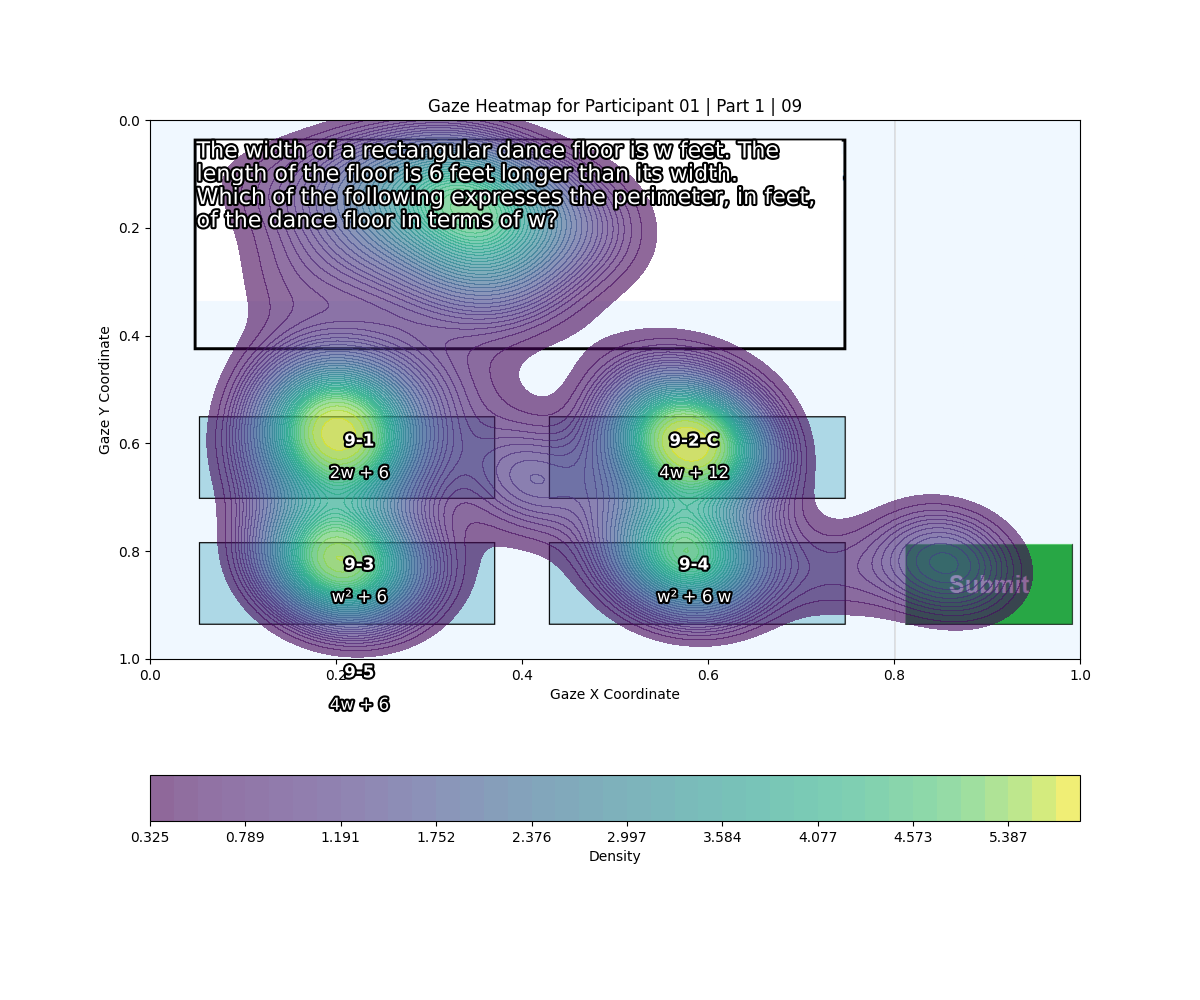 Gaze Heatmap for Participant 01 | Part 1 | 09
The width of a rectangular dance floor is w feet. The
length of the floor is 6 feet longer than its width.
Which of the following expresses the perimeter, in feet,
of the dance floor in terms of w?
0.0
0.2
0.4
0.6
0.8
1.0
Gaze Y Coordinate
9-1
2w + 6
9-2-C
4w + 12
9-3
w² + 6
9-4
w² + 6 w
Submit
9-5
4w + 6
0.0 0.2 0.4 0.6 0.8 1.0
Gaze X Coordinate
0.325 0.789 1.191 1.752 2.376 2.997 3.584 4.077 4.573 5.387
Density